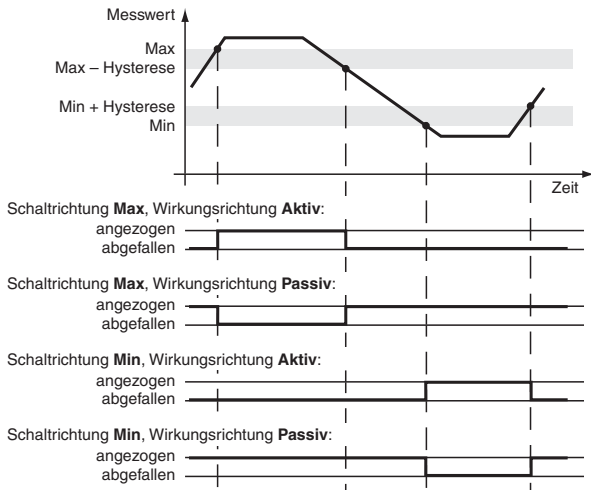 Messwert
Max
Max – Hysterese
Min + Hysterese
Min
Zeit
Schaltrichtung Max, Wirkungsrichtung Aktiv:
angezogen
abgefallen
Schaltrichtung Max, Wirkungsrichtung Passiv:
angezogen
abgefallen
Schaltrichtung Min, Wirkungsrichtung Aktiv:
angezogen
abgefallen
Schaltrichtung Min, Wirkungsrichtung Passiv:
angezogen
abgefallen